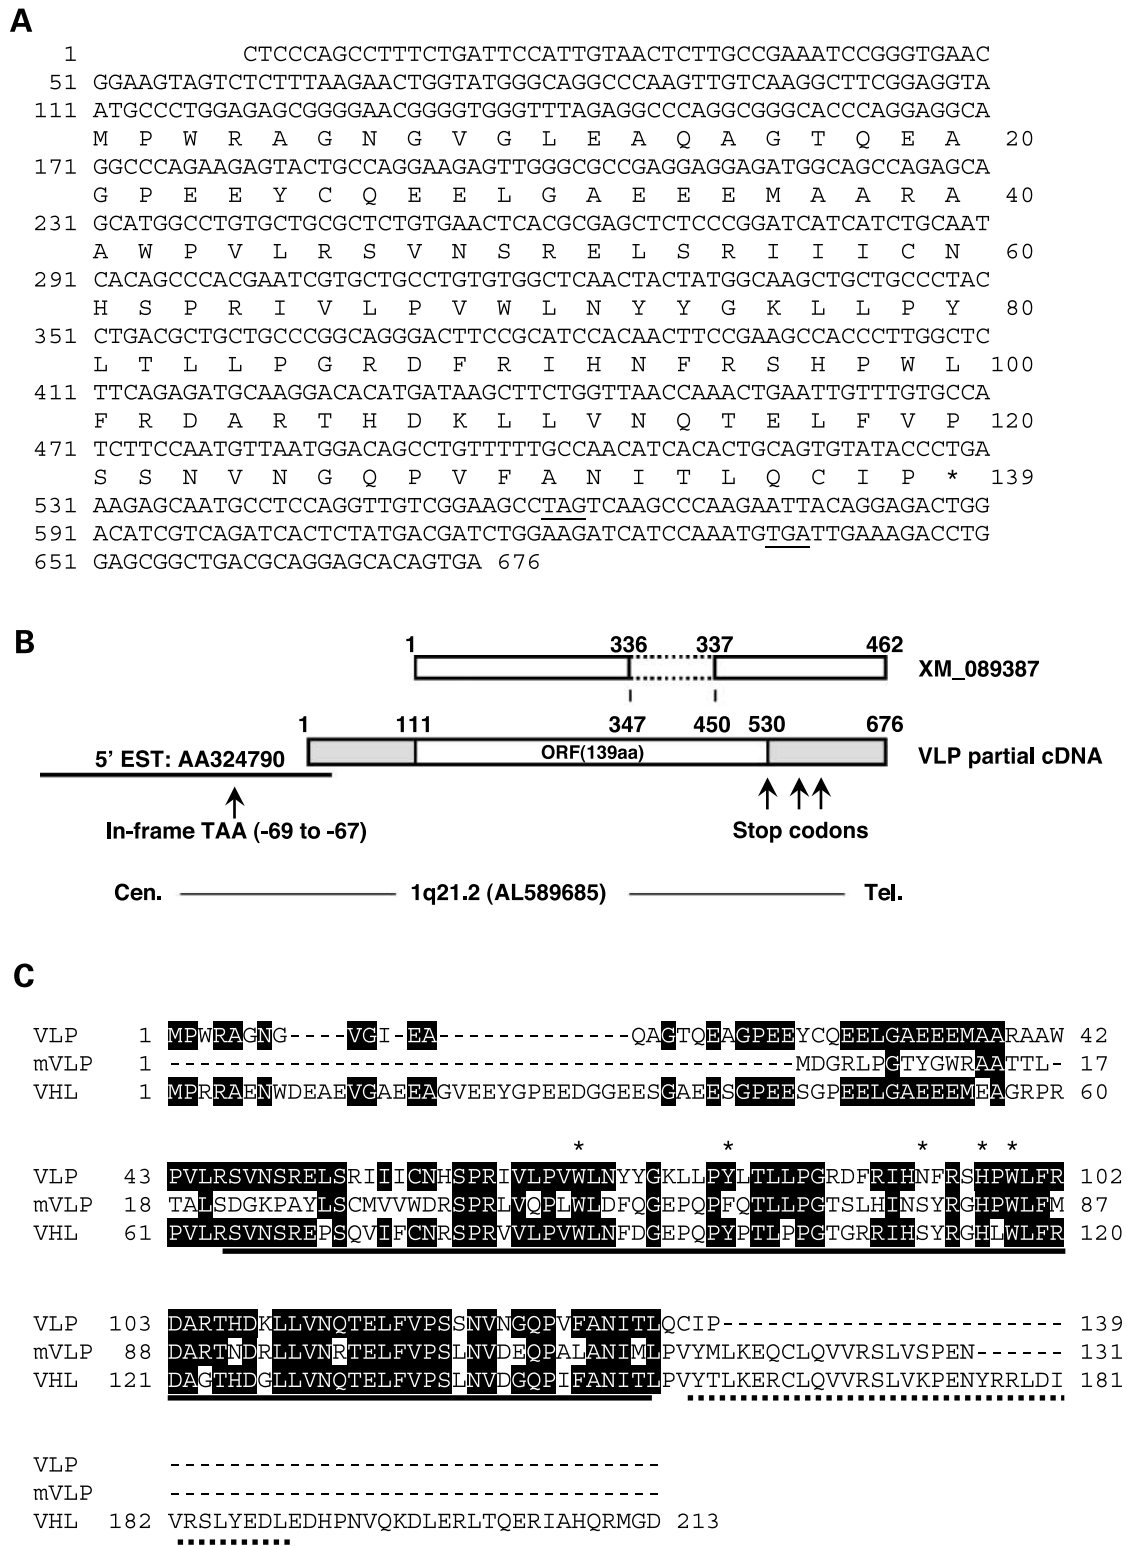 A
1 CTCCCAGCCTTTCTGATTCCATTGTAACTCTTGCCGAAATCCGGGTGAAC
51 GGAAGTAGTCTCTTTAAGAACTGGTATGGGCAGGCCCAAGTTGTCAAGGCTTCGGAGGTA
111 ATGCCCTGGAGAGCGGGGAACGGGGTGGGTTTAGAGGCCCAGGCGGGCACCCAGGAGGCA
M P W R A G N G V G L E A Q A G T Q E A 20
171 GGCCCAGAAGAGTACTGCCAGGAAGAGTTGGGCGCCGAGGAGGAGATGGCAGCCAGAGCA
G P E E Y C Q E E L G A E E E M A A R A 40
231 GCATGGCCTGTGCTGCGCTCTGTGAACTCACGCGAGCTCTCCCGGATCATCATCTGCAAT
A W P V L R S V N S R E L S R I I I C N 60
291 CACAGCCCACGAATCGTGCTGCCTGTGTGGCTCAACTACTATGGCAAGCTGCTGCCCTAC
H S P R I V L P V W L N Y Y G K L L P Y 80
351 CTGACGCTGCTGCCCGGCAGGGACTTCCGCATCCACAACTTCCGAAGCCACCCTTGGCTC
L T L L P G R D F R I H N F R S H P W L 100
411 TTCAGAGATGCAAGGACACATGATAAGCTTCTGGTTAACCAAACTGAATTGTTTGTGCCA
F R D A R T H D K L L V N Q T E L F V P 120
471 TCTTCCAATGTTAATGGACAGCCTGTTTTTGCCAACATCACACTGCAGTGTATACCCTGA
S S N V N G Q P V F A N I T L Q C I P * 139
531 AAGAGCAATGCCTCCAGGTTGTCGGAAGCCTAGTCAAGCCCAAGAATTACAGGAGACTGG
591 ACATCGTCAGATCACTCTATGACGATCTGGAAGATCATCCAAATGTGATTGAAAGACCTG
651 GAGCGGCTGACGCAGGAGCACAGTGA 676
B
1 336 337 462
XM_089387
1 111 347 450 530 676
5' EST: AA324790 ORF(139aa) VLP partial cDNA
In-frame TAA (-69 to -67) Stop codons
Cen. 1q21.2 (AL589685) Tel.
C
VLP 1 MPWRAGNG----VGI-EA-------------QAGTQEAGPEEYCQEELGAEEEMAARAAW 42
mVLP 1 ------------------------------------------MDGRLPGTYGWRAATTL- 17
VHL 1 MPRRAENWDEAEVGAEEAGVEEYGPEEDGGEESGAEESGPEESGPEELGAEEEMEAGRPR 60
* * * * *
VLP 43 PVLRSVNSRELSRIIICNHSPRIVLPVWLNYYGKLLPYLTLLPGRDFRIHNFRSHPWLFR 102
mVLP 18 TALSDGKPAYLSCMVVWDRSPRLVQPLWLDFQGEPQPFQTLLPGTSLHINSYRGHPWLFM 87
VHL 61 PVLRSVNSREPSQVIFCNRSPRVVLPVWLNFDGEPQPYPTLPPGTGRRIHSYRGHLWLFR 120
VLP 103 DARTHDKLLVNQTELFVPSSNVNGQPVFANITLQCIP----------------------- 139
mVLP 88 DARTNDRLLVNRTELFVPSLNVDEQPALANIMLPVYMLKEQCLQVVRSLVSPEN------ 131
VHL 121 DAGTHDGLLVNQTELFVPSLNVDGQPIFANITLPVYTLKERCLQVVRSLVKPENYRRLDI 181
VLP ---------------------------------
mVLP ---------------------------------
VHL 182 VRSLYEDLEDHPNVQKDLERLTQERIAHQRMGD 213